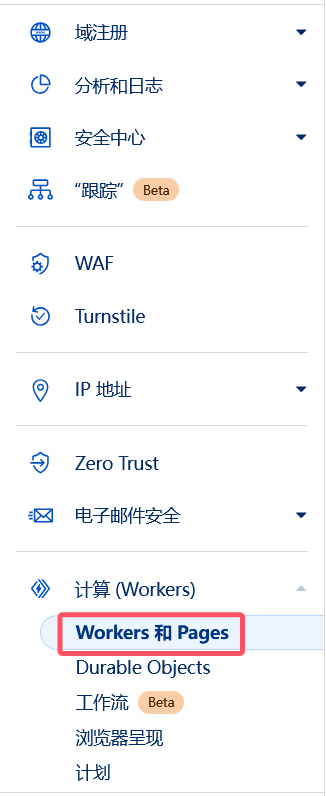 域注册
分析和日志
安全中心
“跟踪” Beta
WAF
Turnstile
IP 地址
Zero Trust
电子邮件安全
计算 (Workers)
Workers 和 Pages
Durable Objects
工作流 Beta
浏览器呈现
计划